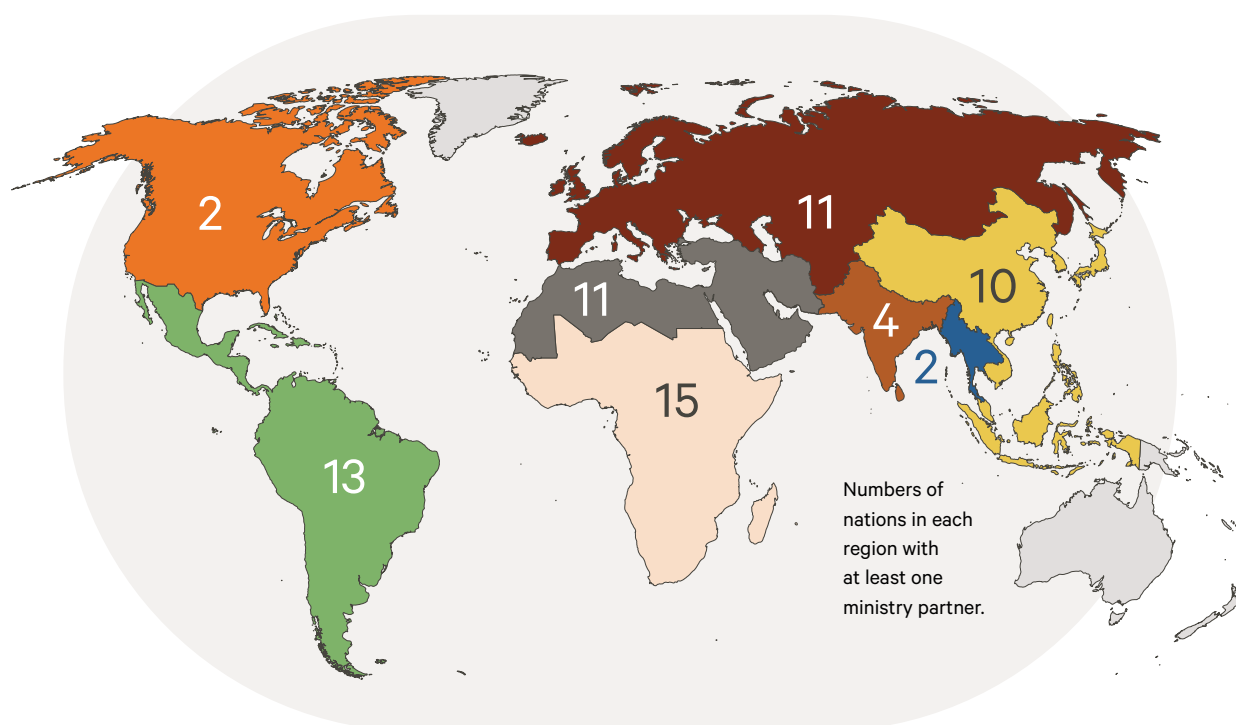 2
11
11
10
4
2
15
13
Numbers of
nations in each
region with
at least one
ministry partner.